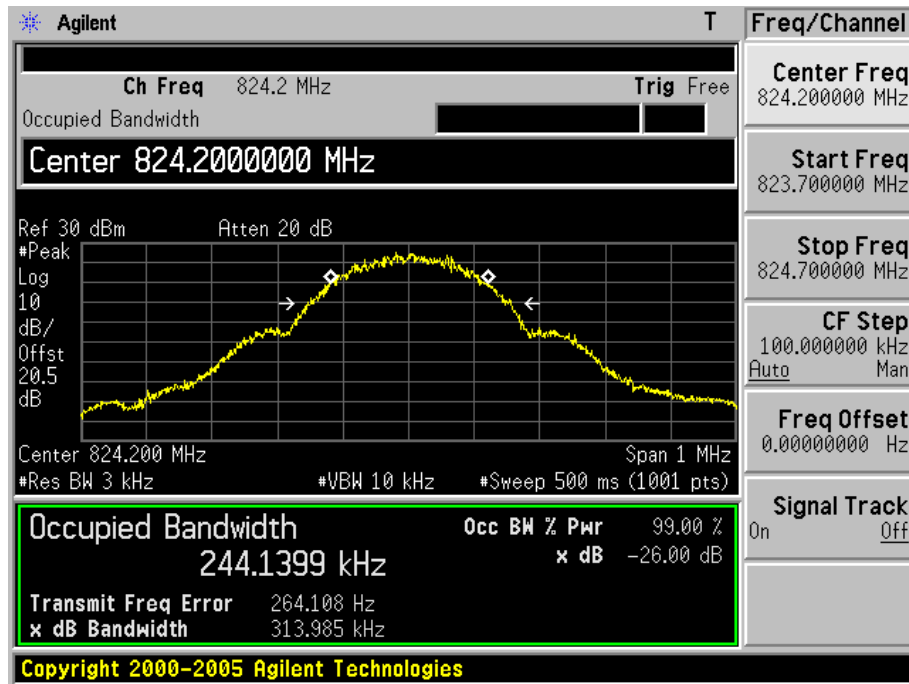 Agilent T
Ch Freq 824.2 MHz Trig Free
Occupied Bandwidth
Center 824.2000000 MHz
Ref 30 dBm Atten 20 dB
#Peak
Log
10
dB/
Offst
20.5
dB
Center 824.200 MHz Span 1 MHz
#Res BW 3 kHz #VBW 10 kHz #Sweep 500 ms (1001 pts)
Occupied Bandwidth Occ BW % Pwr 99.00 %
244.1399 kHz x dB -26.00 dB
Transmit Freq Error 264.108 Hz
x dB Bandwidth 313.985 kHz
Copyright 2000-2005 Agilent Technologies
Freq/Channel
Center Freq
824.200000 MHz
Start Freq
823.700000 MHz
Stop Freq
824.700000 MHz
CF Step
100.000000 kHz
Auto Man
Freq Offset
0.00000000 Hz
Signal Track
On Off